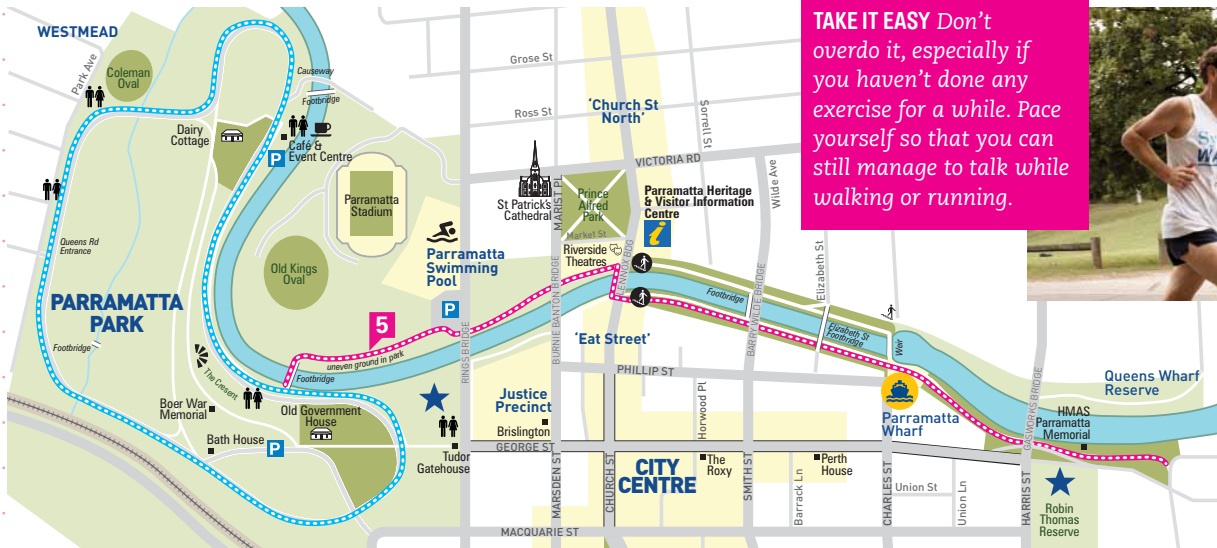 WESTMEAD
Park Ave
Coleman
Oval
Causeway
Footbridge
Dairy
Cottage
P
Café &
Event Centre
Parramatta
Stadium
Queens Rd
Entrance
PARRAMATTA
PARK
Footbridge
Old Kings
Oval
Parramatta
Swimming
Pool
P
5
uneven ground in park
Footbridge
The Cresent
Boer War
Memorial
Bath House
P
Old Government
House
Tudor
Gatehouse
RINGS BRIDGE
Grose St
Ross St
'Church St
North'
Sorrell St
VICTORIA RD
St Patrick's
Cathedral
MARIST PL
Prince
Alfred
Park
Market St
Riverside
Theatres
LENNOX BDG
Parramatta Heritage
& Visitor Information
Centre
i
Wilde Ave
BURNIE BANTON BRIDGE
'Eat Street'
Footbridge
BARRY WILDE BRIDGE
Elizabeth St
Elizabeth St
Footbridge
Weir
PHILLIP ST
Justice
Precinct
Brislington
GEORGE ST
MARSDEN ST
CHURCH ST
CITY
CENTRE
Horwood Pl
The
Roxy
SMITH ST
Perth
House
Barrack Ln
Parramatta
Wharf
CHARLES ST
Union St
Union Ln
HARRIS ST
GASWORKS BRIDGE
Queens Wharf
Reserve
HMAS
Parramatta
Memorial
Robin
Thomas
Reserve
MACQUARIE ST
TAKE IT EASY Don't
overdo it, especially if
you haven't done any
exercise for a while. Pace
yourself so that you can
still manage to talk while
walking or running.